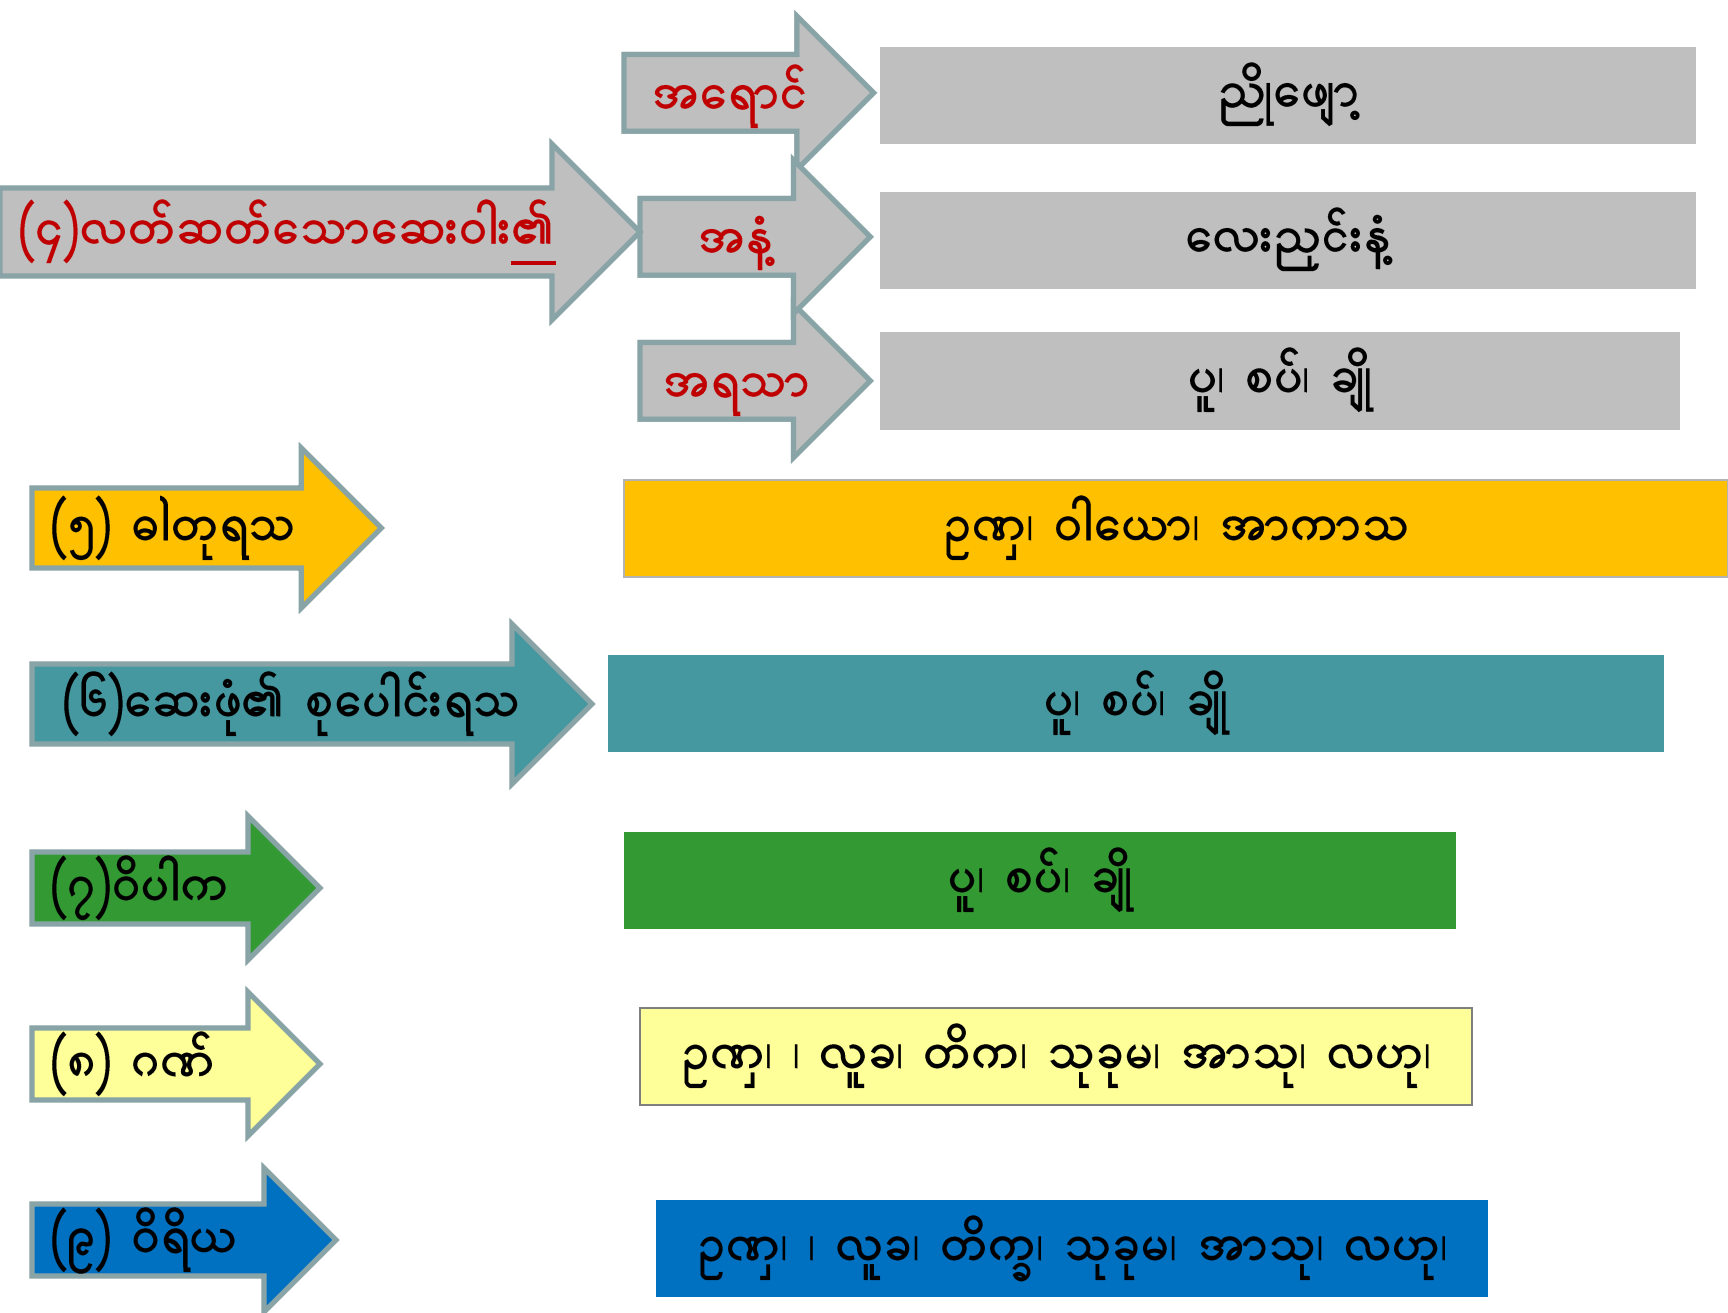 အရောင်
ညိုဖျော့
(၄)လတ်ဆတ်သောဆေးဝါး၏
အနံ့
လေးညှင်းနံ့
အရသာ
ပူ၊ စပ်၊ ချို
(၅) ဓါတုရသ
ဥဏှ၊ ဝါယော၊ အာကာသ
(၆)ဆေးဖုံ၏ စုပေါင်းရသ
ပူ၊ စပ်၊ ချို
(၇)ဝိပါက
ပူ၊ စပ်၊ ချို
(၈) ဂဏ်
ဥဏှ၊ ၊ လူခ၊ တိက၊ သုခုမ၊ အာသု၊ လဟု၊
(၉) ဝိရိယ
ဥဏှ၊ ၊ လူခ၊ တိက္ခ၊ သုခုမ၊ အာသု၊ လဟု၊